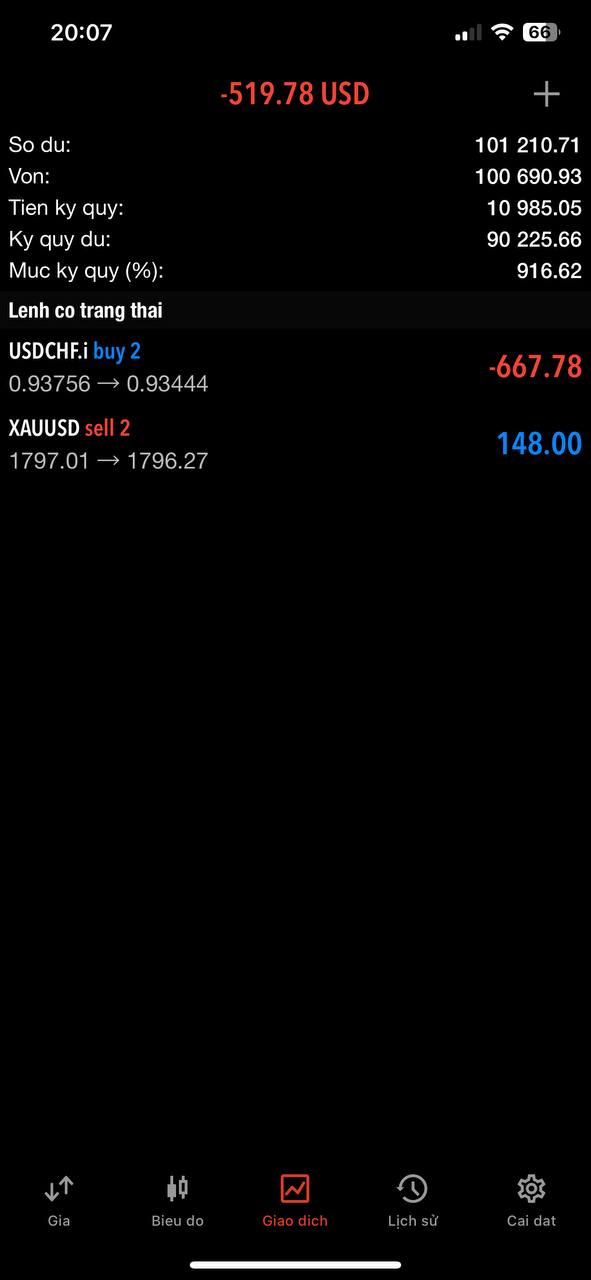 20:07
66
-519.78 USD
So du: 101 210.71
Von: 100 690.93
Tien ky quy: 10 985.05
Ky quy du: 90 225.66
Muc ky quy (%): 916.62
Lenh co trang thai
USDCHF.i buy 2
-667.78
0.93756 → 0.93444
XAUUSD sell 2
148.00
1797.01 → 1796.27
Gia Bieu do Giao dich Lịch sử Cai dat